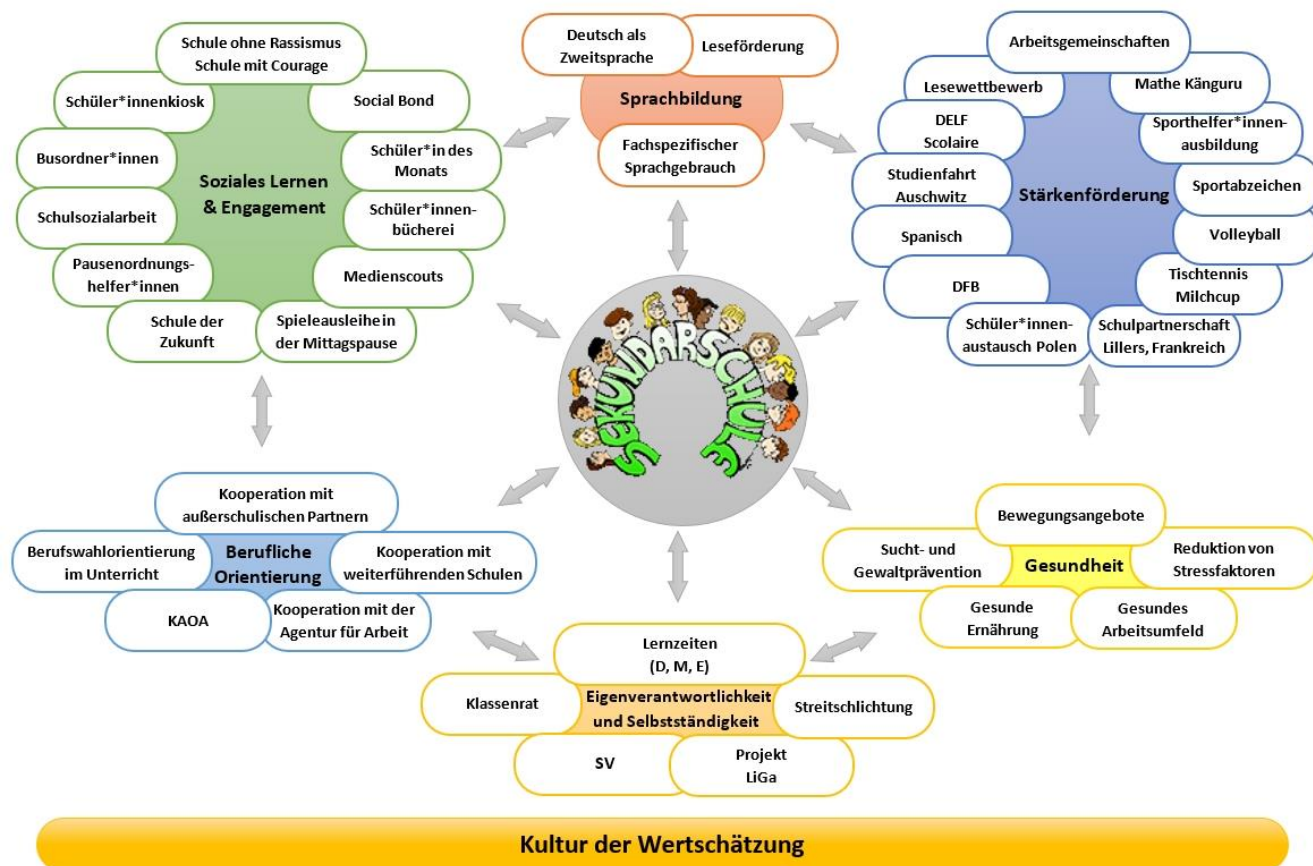 Schule ohne Rassismus
Schule mit Courage
Schüler*innenkiosk
Social Bond
Busordner*innen
Schüler*in des
Monats
Soziales Lernen
& Engagement
Schulsozialarbeit
Schüler*innen-
bücherei
Pausenordnungs-
helfer*innen
Medienscouts
Schule der
Zukunft
Spieleausleihe in
der Mittagspause
Deutsch als
Zweitsprache
Leseförderung
Sprachbildung
Fachspezifischer
Sprachgebrauch
Arbeitsgemeinschaften
Lesewettbewerb
Mathe Känguru
DELF
Scolaire
Sporthelfer*innen-
ausbildung
Studienfahrt
Auschwitz
Stärkenförderung
Sportabzeichen
Spanisch
Volleyball
DFB
Tischtennis
Milchcup
Schüler*innen-
austausch Polen
Schulpartnerschaft
Lillers, Frankreich
SEKUNDARSCHULE
Kooperation mit
außerschulischen Partnern
Berufswahlorientierung
im Unterricht
Berufliche
Orientierung
Kooperation mit
weiterführenden Schulen
KAOA
Kooperation mit der
Agentur für Arbeit
Bewegungsangebote
Sucht- und
Gewaltprävention
Gesundheit
Reduktion von
Stressfaktoren
Gesunde
Ernährung
Gesundes
Arbeitsumfeld
Lernzeiten
(D, M, E)
Klassenrat
Eigenverantwortlichkeit
und Selbstständigkeit
Streitschlichtung
SV
Projekt
LiGa
Kultur der Wertschätzung